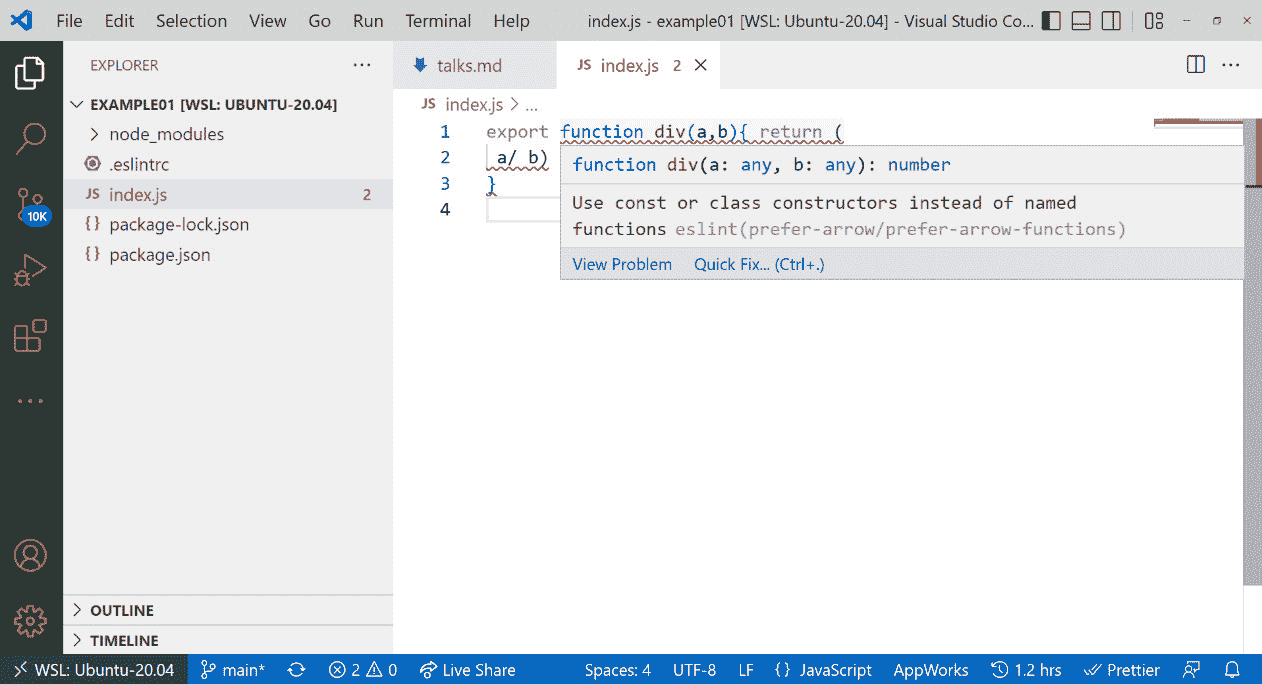 File Edit Selection View Go Run Terminal Help index.js - example01 [WSL: Ubuntu-20.04] - Visual Studio Co...
EXPLORER
EXAMPLE01 [WSL: UBUNTU-20.04]
node_modules
.eslintrc
JS index.js 2
{} package-lock.json
{} package.json
10K
OUTLINE
TIMELINE
talks.md JS index.js 2
JS index.js > ...
1 export function div(a,b){ return (
2 a/ b)
3 }
4
function div(a: any, b: any): number
Use const or class constructors instead of named
functions eslint(prefer-arrow/prefer-arrow-functions)
View Problem Quick Fix... (Ctrl+.)
WSL: Ubuntu-20.04 main* 2 0 Live Share Spaces: 4 UTF-8 LF {} JavaScript AppWorks 1.2 hrs Prettier